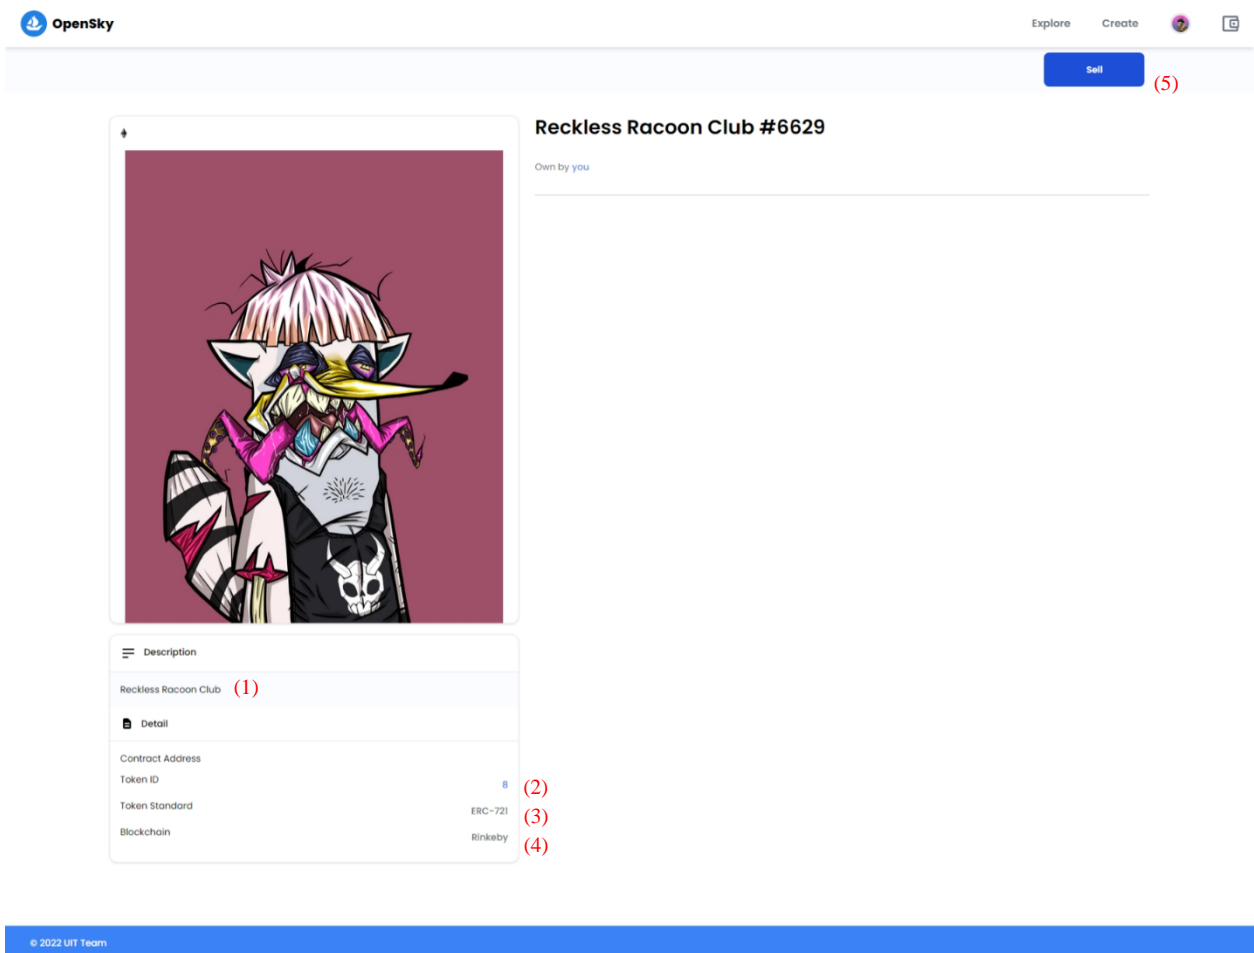 OpenSky
Explore Create
Sell
(5)
Reckless Racoon Club #6629
Own by you
Description
Reckless Racoon Club (1)
Detail
Contract Address
Token ID 8 (2)
Token Standard ERC-721 (3)
Blockchain Rinkeby (4)
© 2022 UIT Team